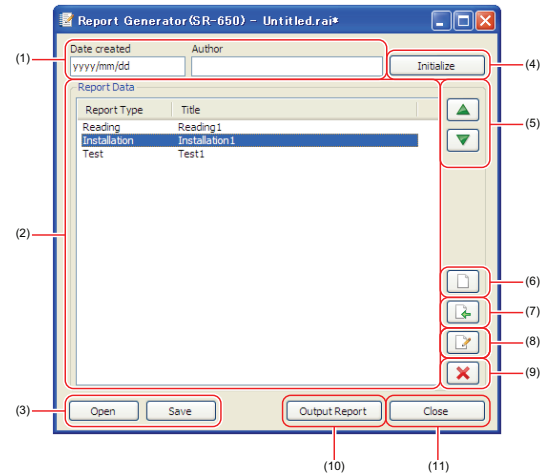 Report Generator(SR-650) - Untitled.rai*
(1)
Date created
Author
yyyy/mm/dd
Initialize
(4)
Report Data
Report Type
Title
(5)
Reading
Reading1
Installation
Installation1
Test
Test1
(2)
(6)
(7)
(8)
(9)
(3)
Open
Save
Output Report
Close
(10)
(11)